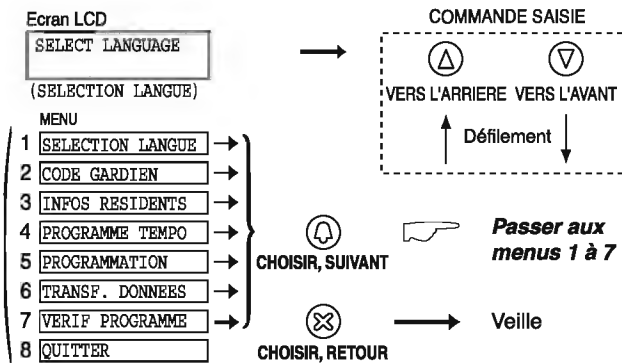 Ecran LCD
SELECT LANGUAGE
(SELECTION LANGUE)
COMMANDE SAISIE
VERS L'ARRIERE VERS L'AVANT
Défilement
MENU
1 SELECTION LANGUE
2 CODE GARDIEN
3 INFOS RESIDENTS
4 PROGRAMME TEMPO
5 PROGRAMMATION
6 TRANSF. DONNEES
7 VERIF PROGRAMME
8 QUITTER
CHOISIR, SUIVANT
Passer aux
menus 1 à 7
CHOISIR, RETOUR
Veille